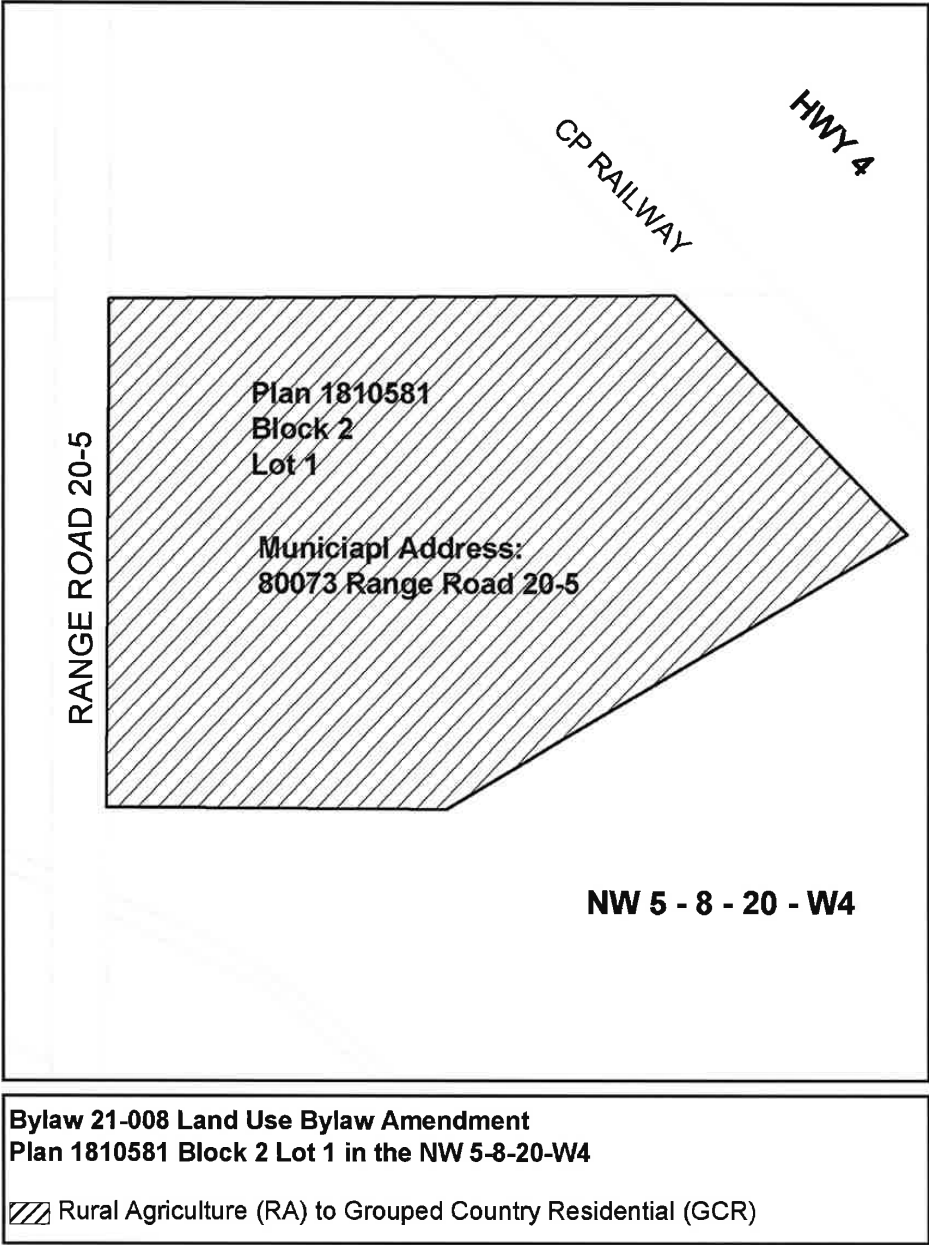 HWY 4
CP RAILWAY
RANGE ROAD 20-5
Plan 1810581
Block 2
Lot 1
Municiapl Address:
80073 Range Road 20-5
NW 5 - 8 - 20 - W4
Bylaw 21-008 Land Use Bylaw Amendment
Plan 1810581 Block 2 Lot 1 in the NW 5-8-20-W4
Rural Agriculture (RA) to Grouped Country Residential (GCR)